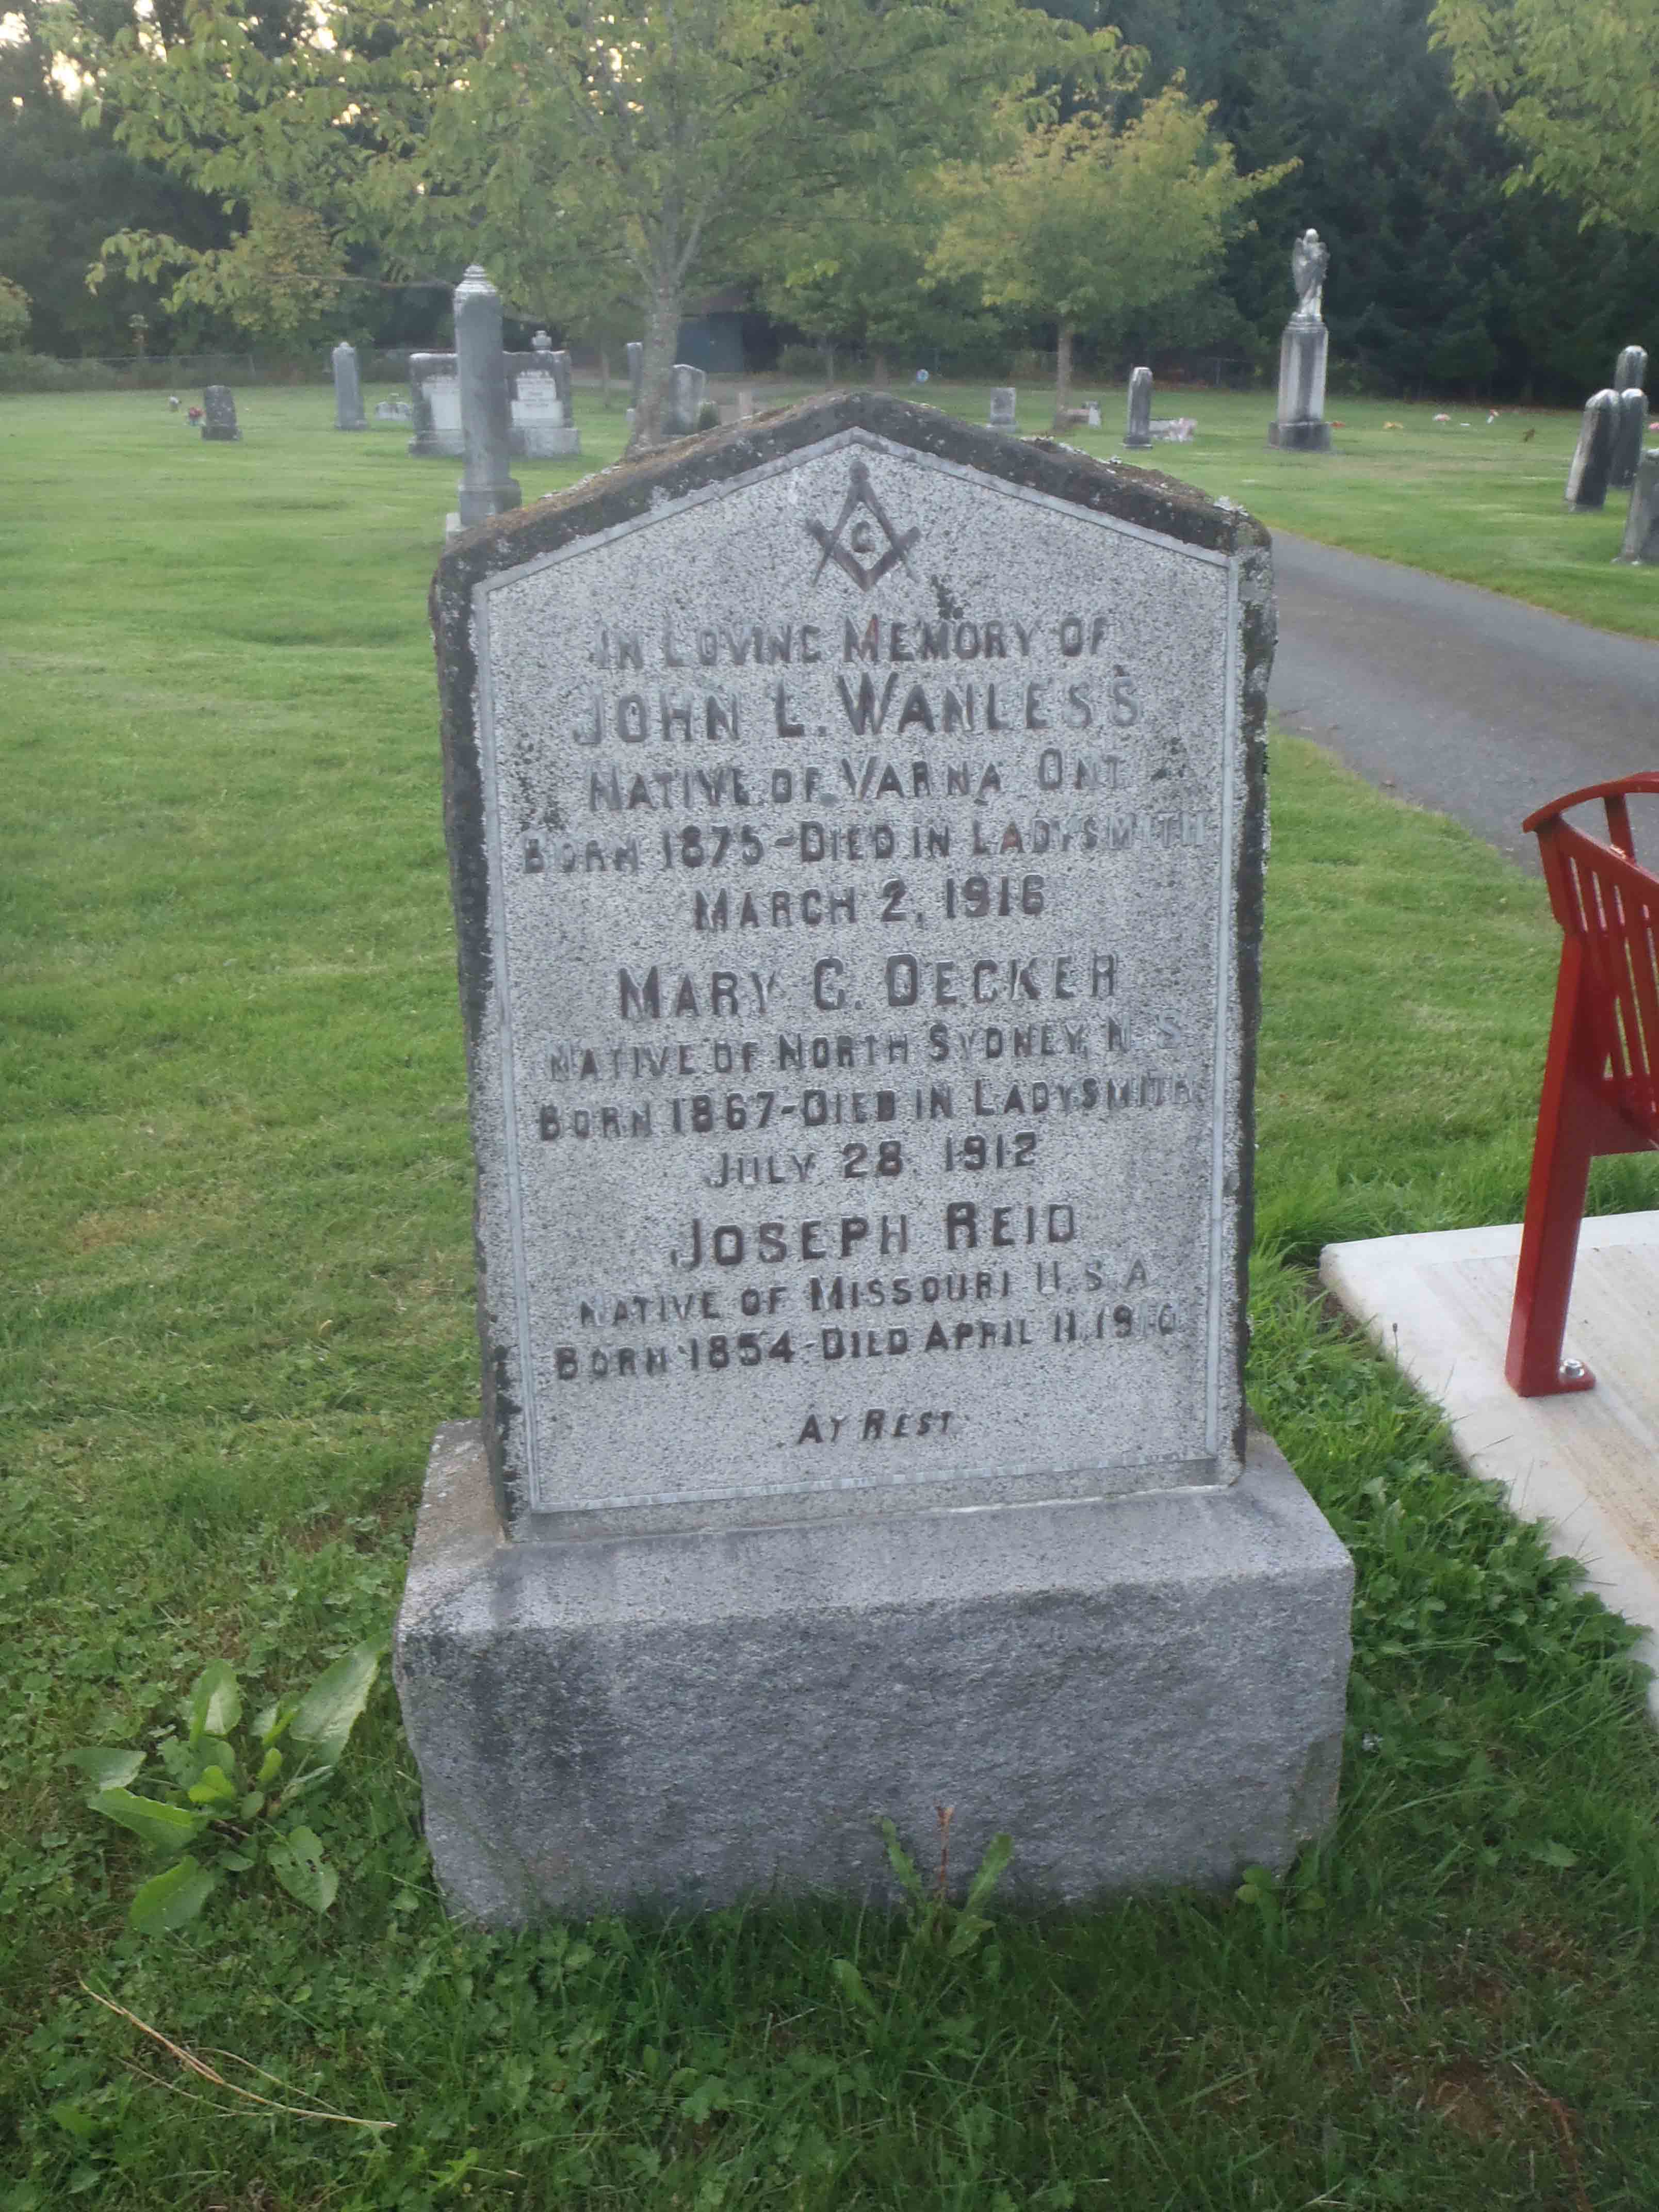 G
IN LOVING MEMORY OF
JOHN L. WANLESS
NATIVE OF VARNA ONT.
BORN 1875-DIED IN LADYSMITH
MARCH 2, 1916
MARY C. DECKER
NATIVE OF NORTH SYDNEY, N.S.
BORN 1867-DIED IN LADYSMITH
JULY 28, 1912
JOSEPH REID
NATIVE OF MISSOURI U.S.A
BORN 1854-DIED APRIL 11, 1910
AT REST